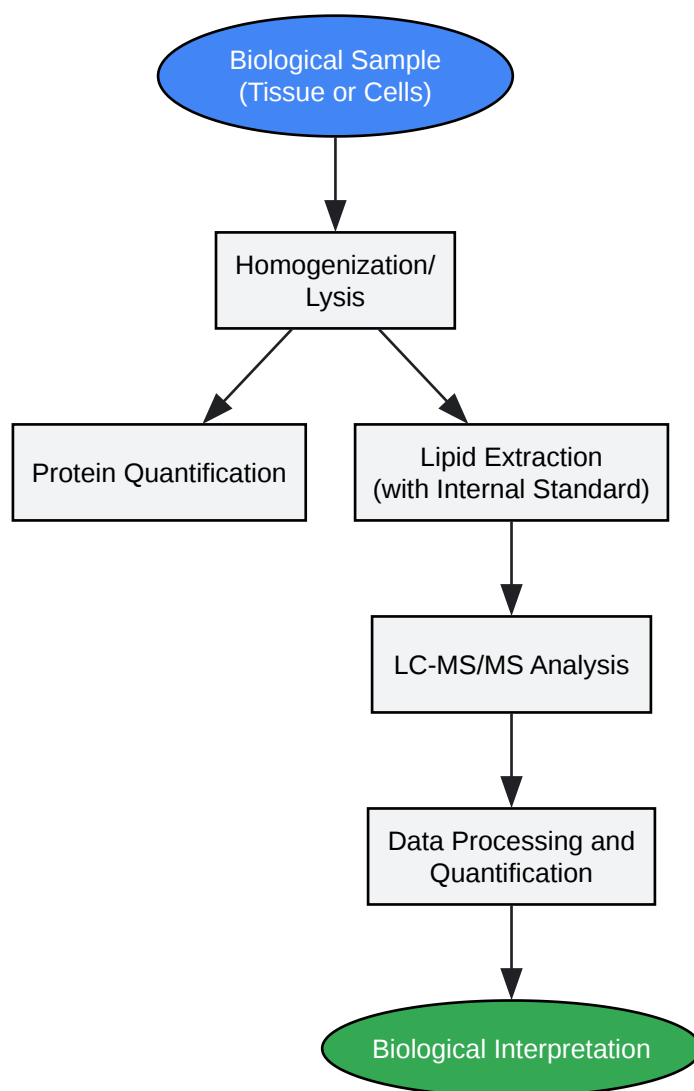 Biological Sample
(Tissue or Cells)
Homogenization/
Lysis
Protein Quantification
Lipid Extraction
(with Internal Standard)
LC-MS/MS Analysis
Data Processing and
Quantification
Biological Interpretation